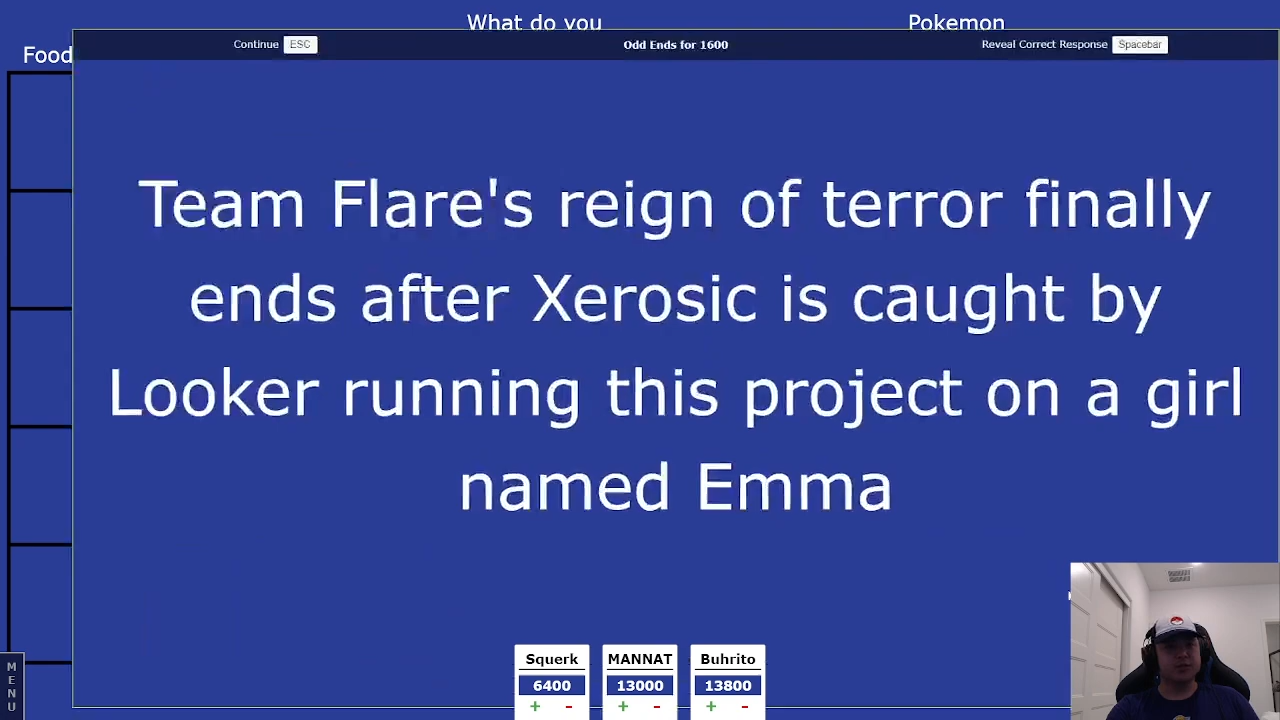 What do you
Pokemon
Food
Continue ESC
Odd Ends for 1600
Reveal Correct Response Spacebar
Team Flare's reign of terror finally
ends after Xerosic is caught by
Looker running this project on a girl
named Emma
MENU
Squerk
6400
+ -
MANNAT
13000
+ -
Buhrito
13800
+ -